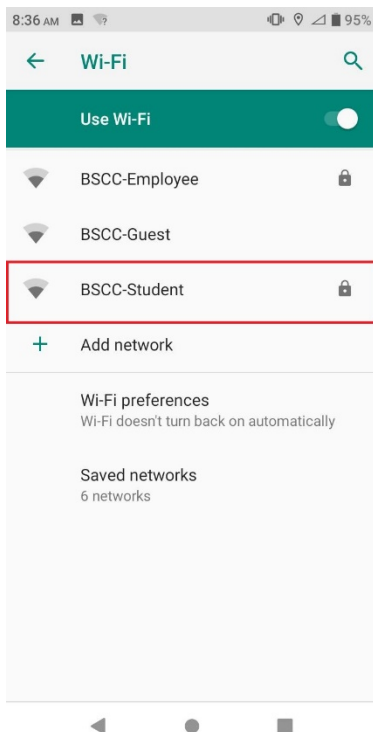 8:36 AM ? 95%
Wi-Fi
Use Wi-Fi
BSCC-Employee
BSCC-Guest
BSCC-Student
+ Add network
Wi-Fi preferences
Wi-Fi doesn't turn back on automatically
Saved networks
6 networks